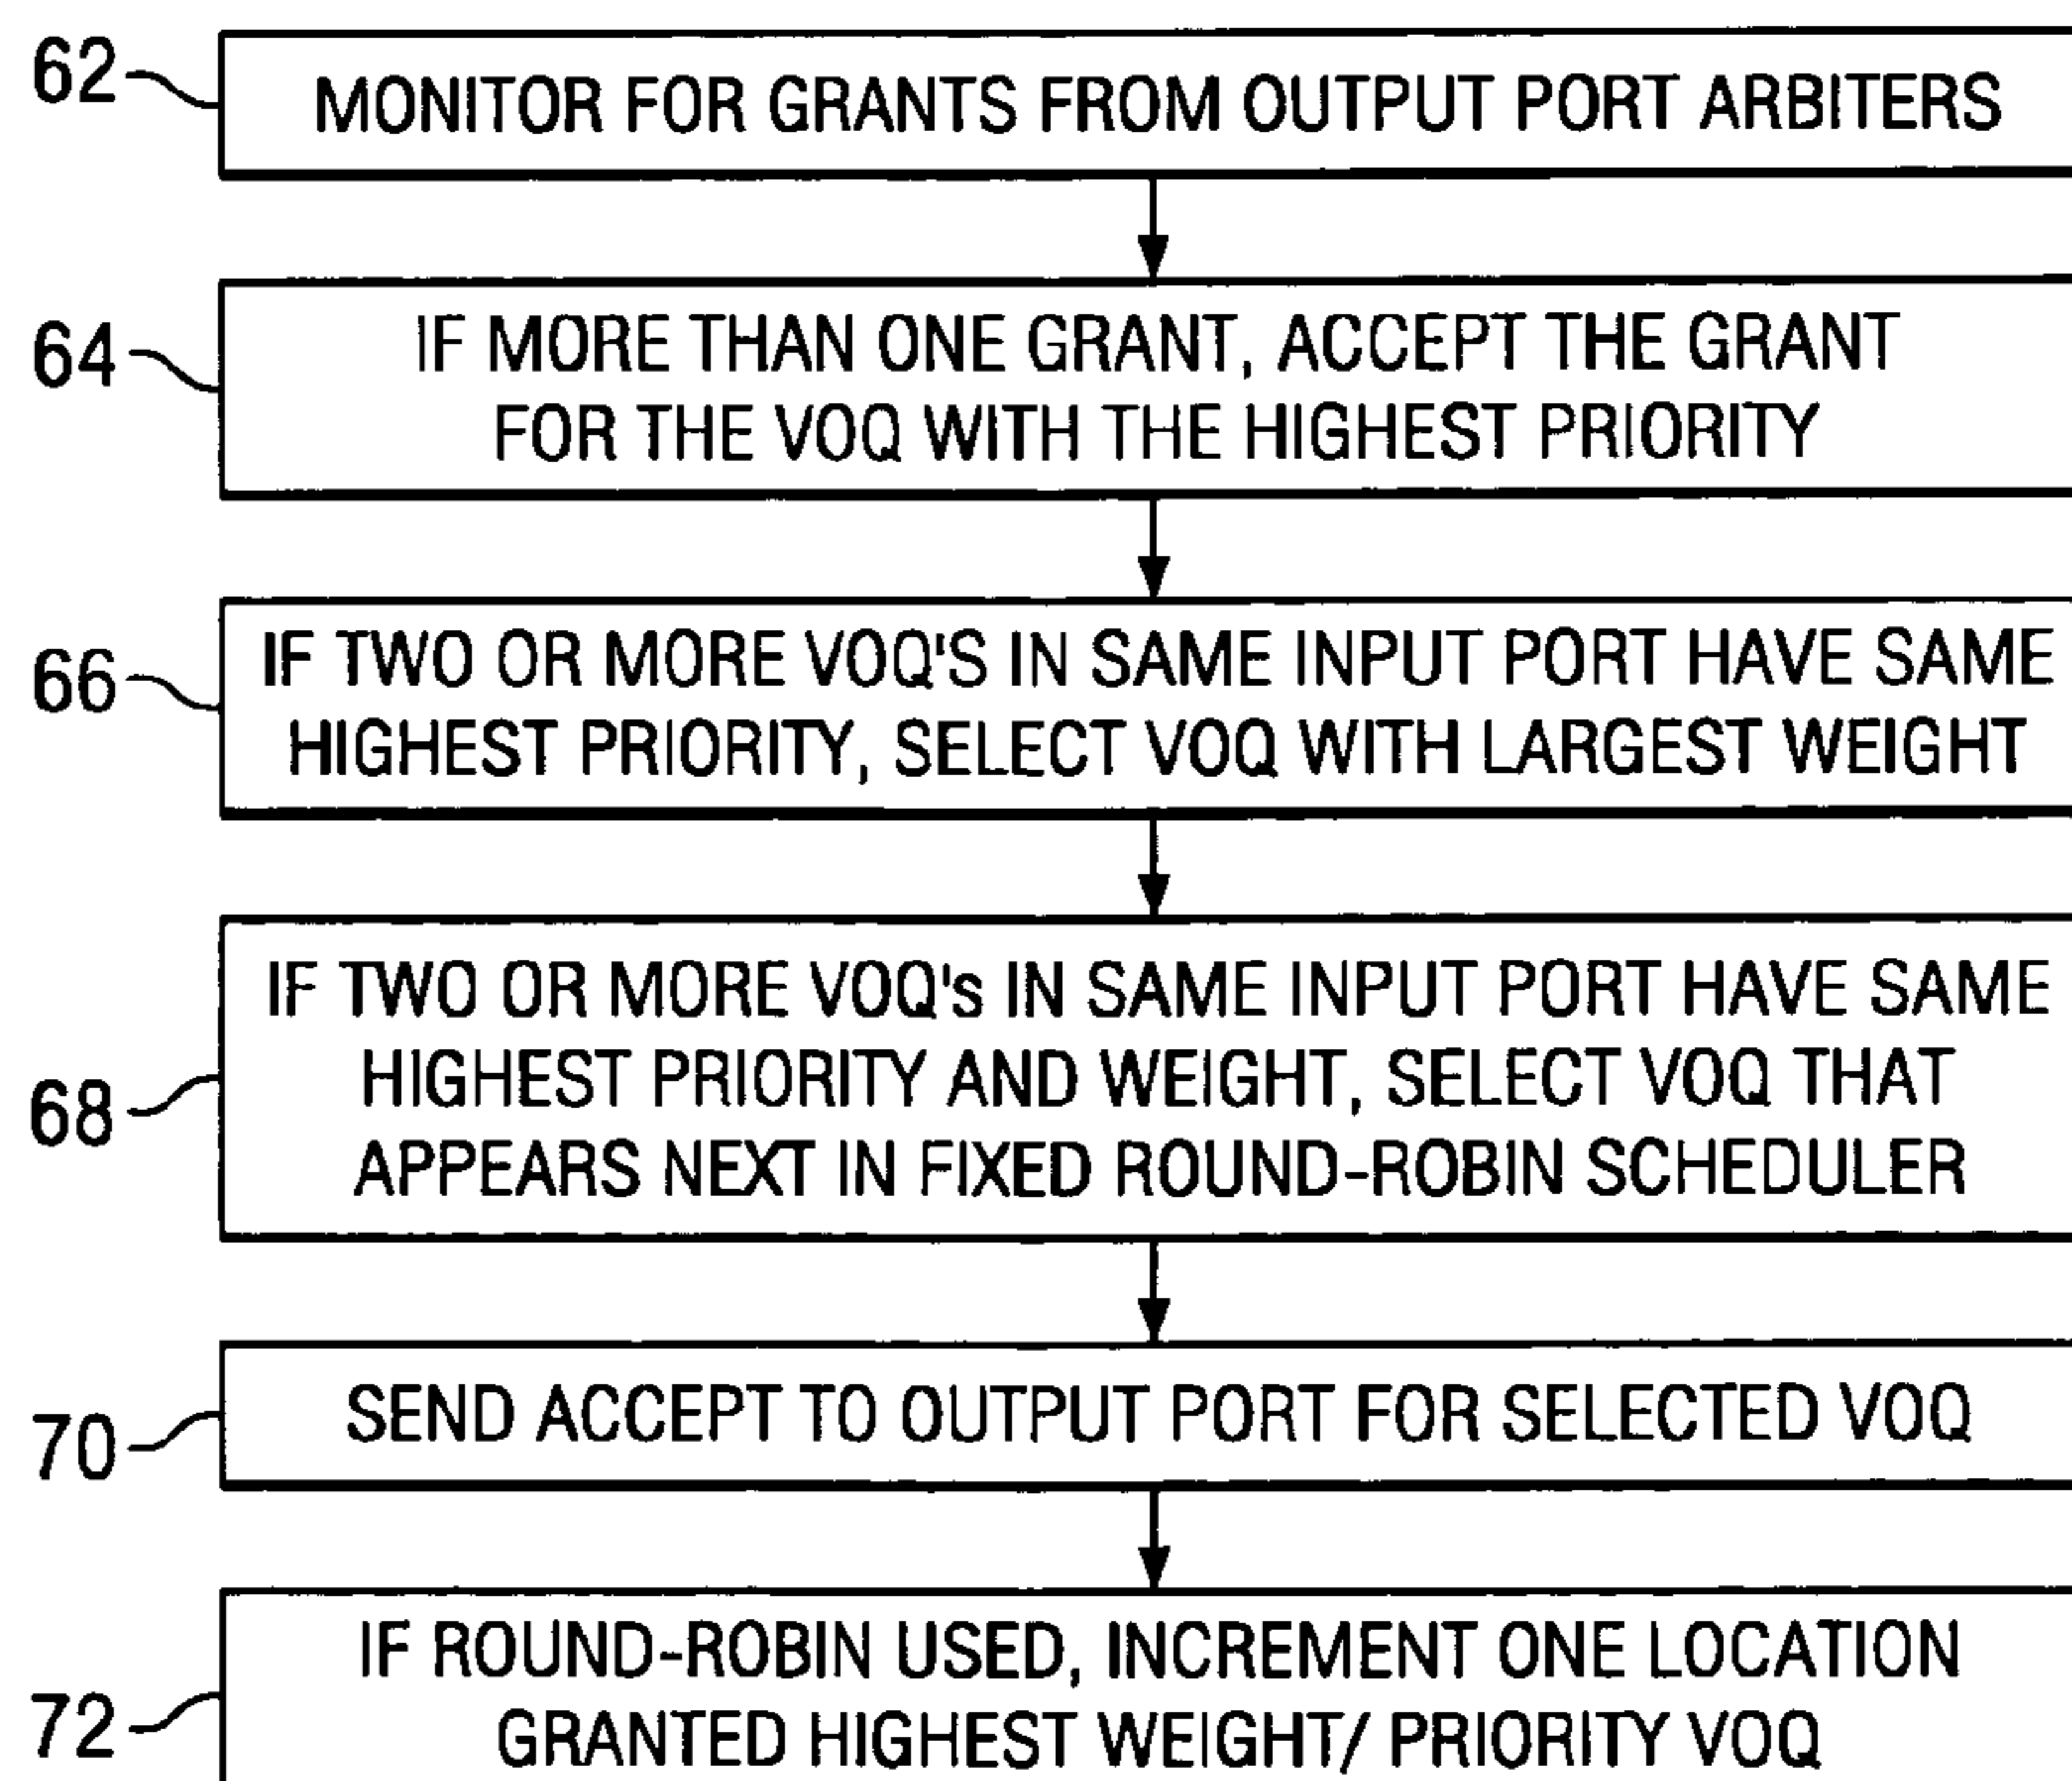 62
MONITOR FOR GRANTS FROM OUTPUT PORT ARBITERS
64
IF MORE THAN ONE GRANT, ACCEPT THE GRANT
FOR THE VOQ WITH THE HIGHEST PRIORITY
66
IF TWO OR MORE VOQ'S IN SAME INPUT PORT HAVE SAME
HIGHEST PRIORITY, SELECT VOQ WITH LARGEST WEIGHT
68
IF TWO OR MORE VOQ's IN SAME INPUT PORT HAVE SAME
HIGHEST PRIORITY AND WEIGHT, SELECT VOQ THAT
APPEARS NEXT IN FIXED ROUND-ROBIN SCHEDULER
70
SEND ACCEPT TO OUTPUT PORT FOR SELECTED VOQ
72
IF ROUND-ROBIN USED, INCREMENT ONE LOCATION
GRANTED HIGHEST WEIGHT/ PRIORITY VOQ